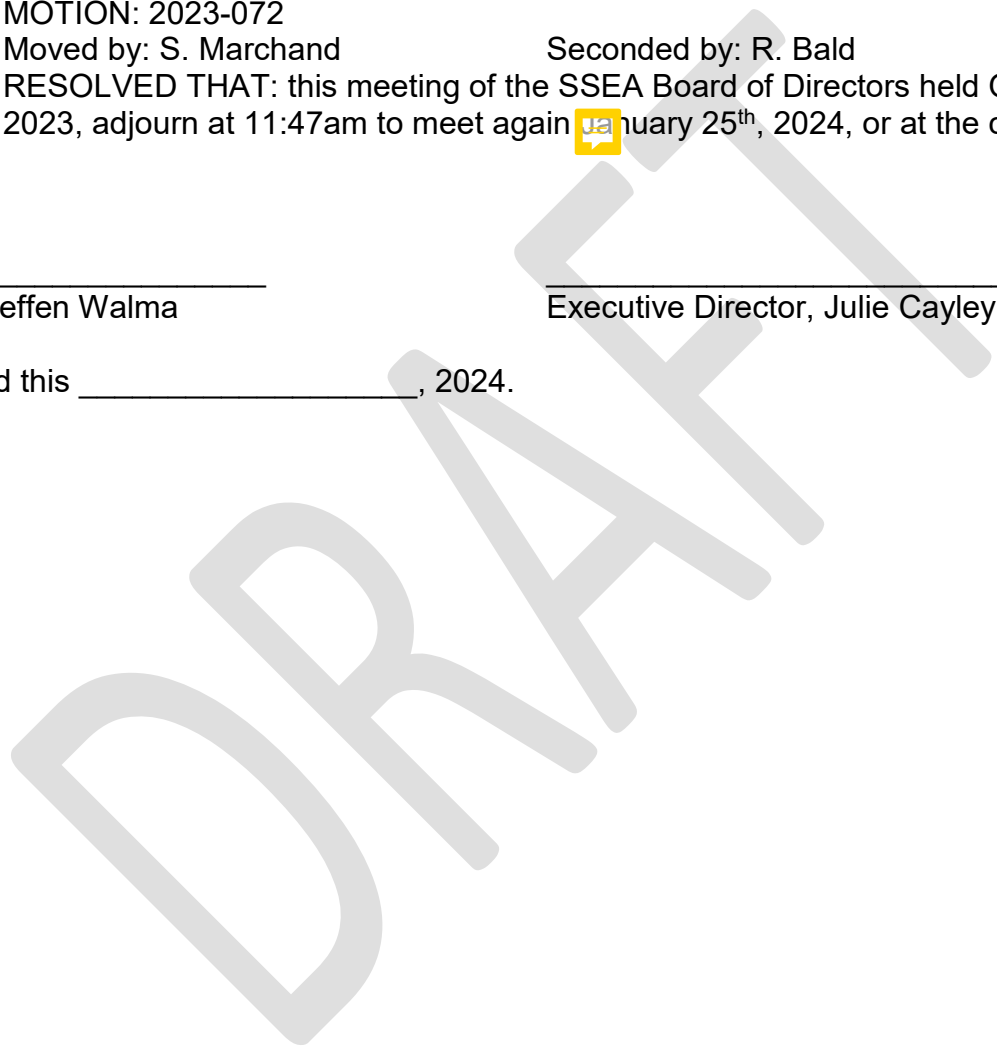 MOTION: 2023-072
Moved by: S. Marchand Seconded by: R. Bald
RESOLVED THAT: this meeting of the SSEA Board of Directors held
2023, adjourn at 11:47am to meet again January 25th, 2024, or at the
effen Walma Executive Director, Julie Cayley
d this ___________________, 2024.
DRAFT